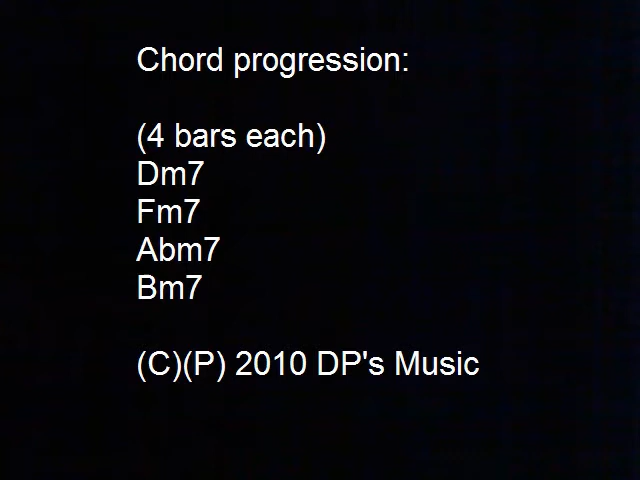 Chord progression:
(4 bars each)
Dm7
Fm7
Abm7
Bm7
(C)(P) 2010 DP's Music